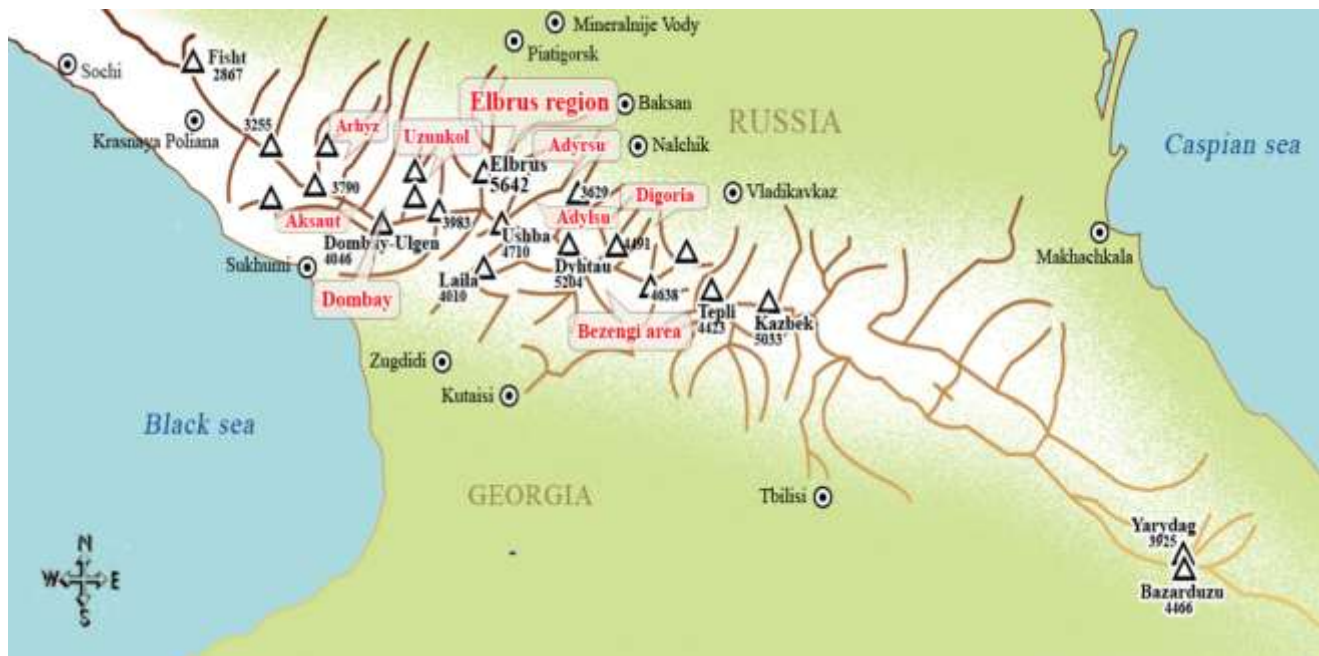 Mineralnije Vody
Piatigorsk
Fisht
2867
Sochi
Elbrus region
Baksan
RUSSIA
Krasnaya Poliana
3255
Arhyz
Uzunkol
Adyrsu
Nalchik
Caspian sea
Elbrus
5642
3790
3629
Digoria
Vladikavkaz
Aksaut
3983
Adylsu
Dombay-Ulgen
4046
Ushba
4710
4491
Makhachkala
Sukhumi
Laila
4010
Dyhtau
5204
4638
Dombay
Tepli
4423
Kazbek
5033
Bezengi area
Zugdidi
Kutaisi
Black sea
GEORGIA
Tbilisi
Yarydag
3925
Bazarduzu
4466
N
W E
S